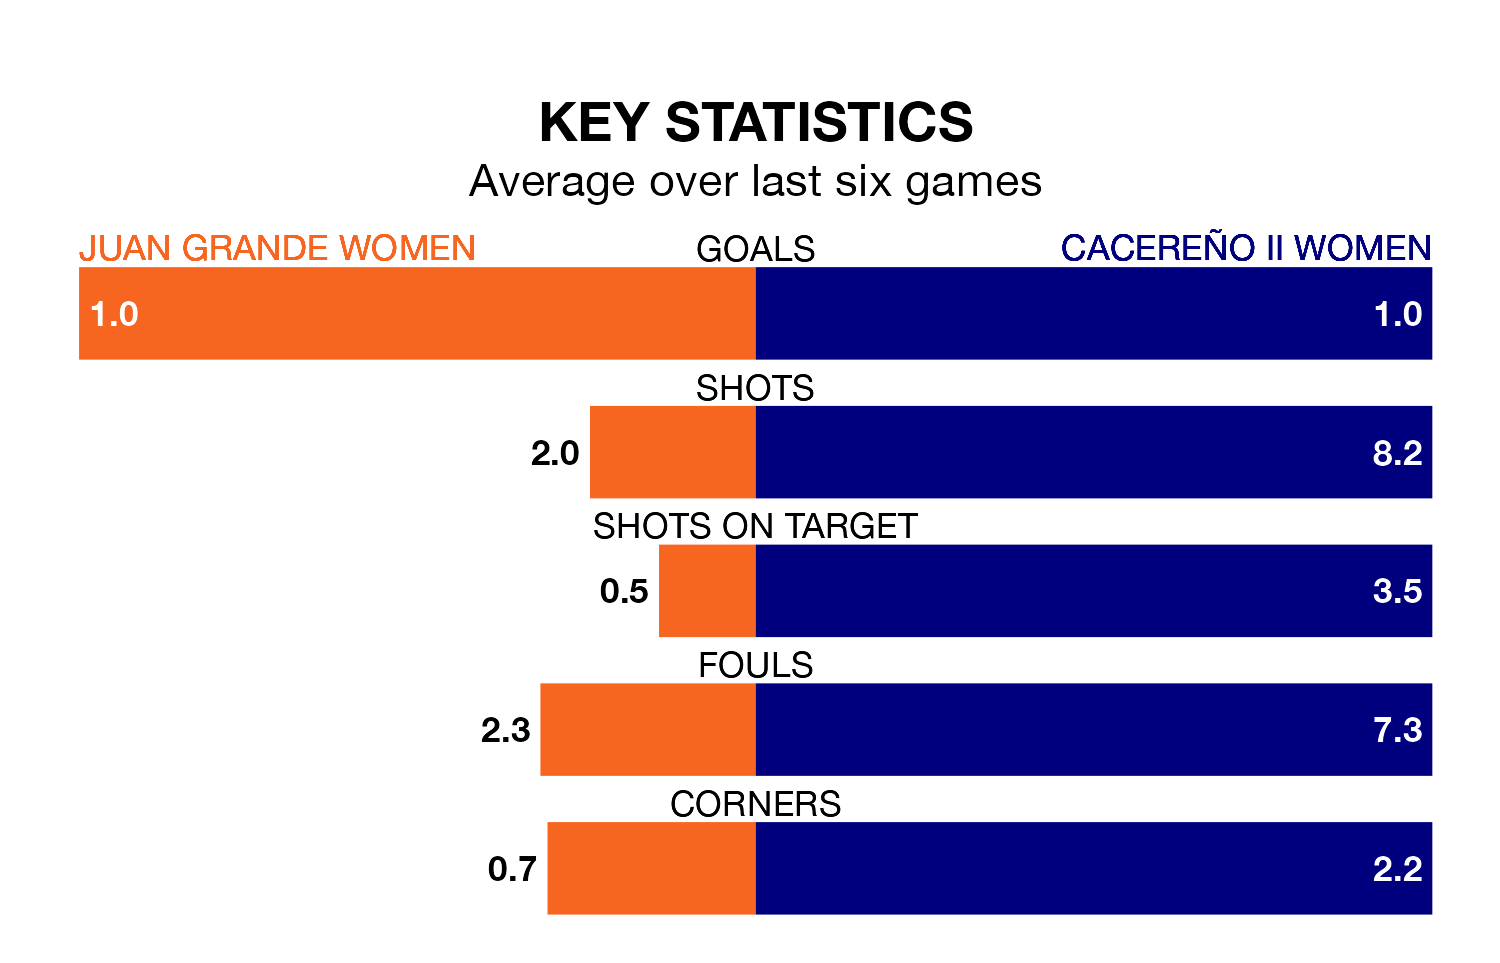 KEY STATISTICS
Average over last six games
JUAN GRANDE WOMEN GOALS CACEREÑO II WOMEN
1.0 1.0
SHOTS
2.0 8.2
SHOTS ON TARGET
0.5 3.5
FOULS
2.3 7.3
CORNERS
0.7 2.2